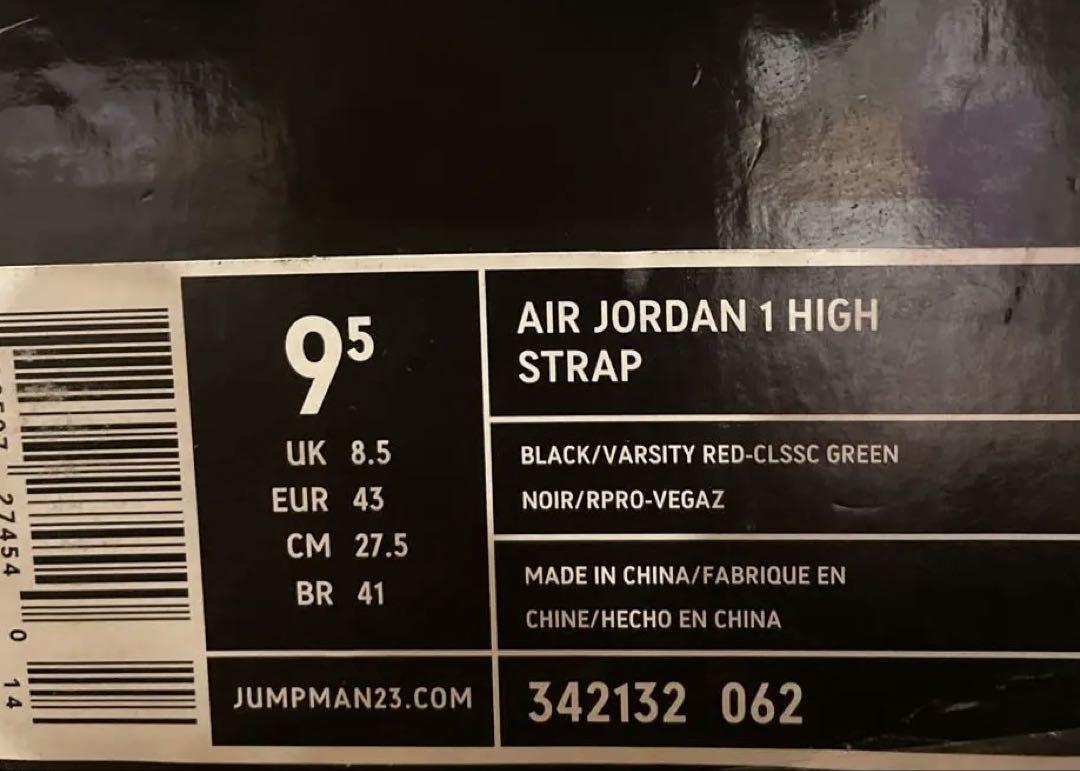 9 5
UK 8.5
EUR 43
CM 27.5
BR 41
JUMPMAN23.COM
AIR JORDAN 1 HIGH
STRAP
BLACK/VARSITY RED-CLSSC GREEN
NOIR/RPRO-VEGAZ
MADE IN CHINA/FABRIQUE EN
CHINE/HECHO EN CHINA
342132 062
27454 0 14